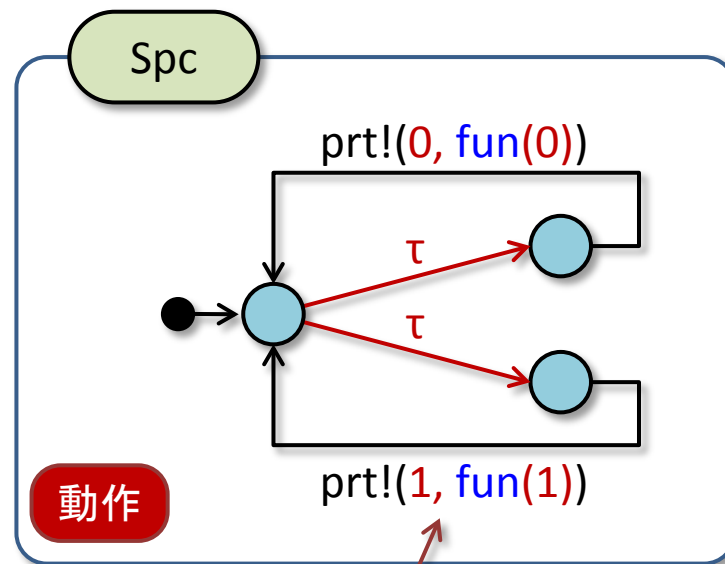 Spc
prt!(0, fun(0))
τ
τ
prt!(1, fun(1))
動作